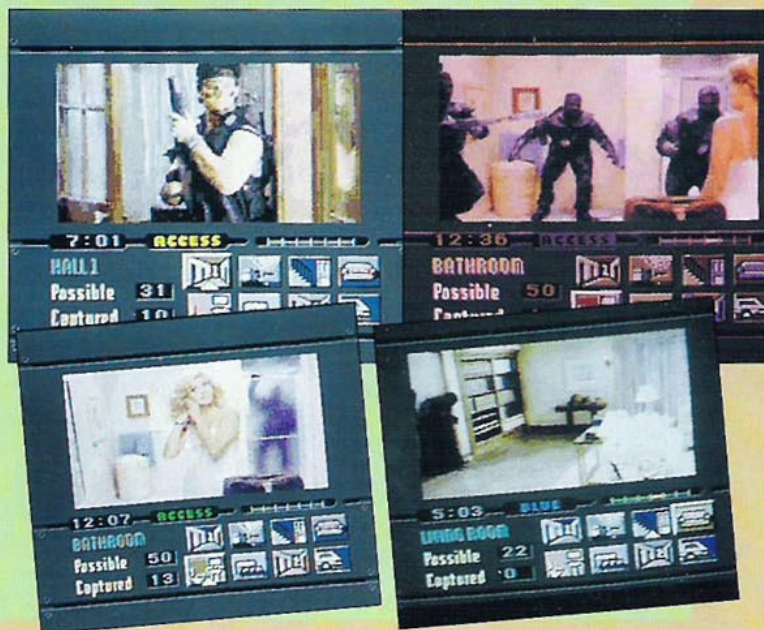 7:01 ACCESS
HALL 1
Possible 31
Captured 10
12:36 ACCESS
BATHROOM
Possible 50
Captured
12:07 ACCESS
BATHROOM
Possible 50
Captured 13
5:03 BLUE
LIVING ROOM
Possible 22
Captured 0